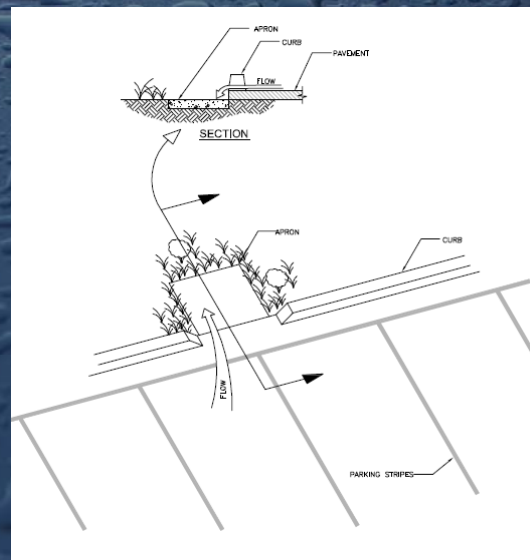 APRON
CURB
PAVEMENT
FLOW
SECTION
APRON
CURB
FLOW
PARKING STRIPES